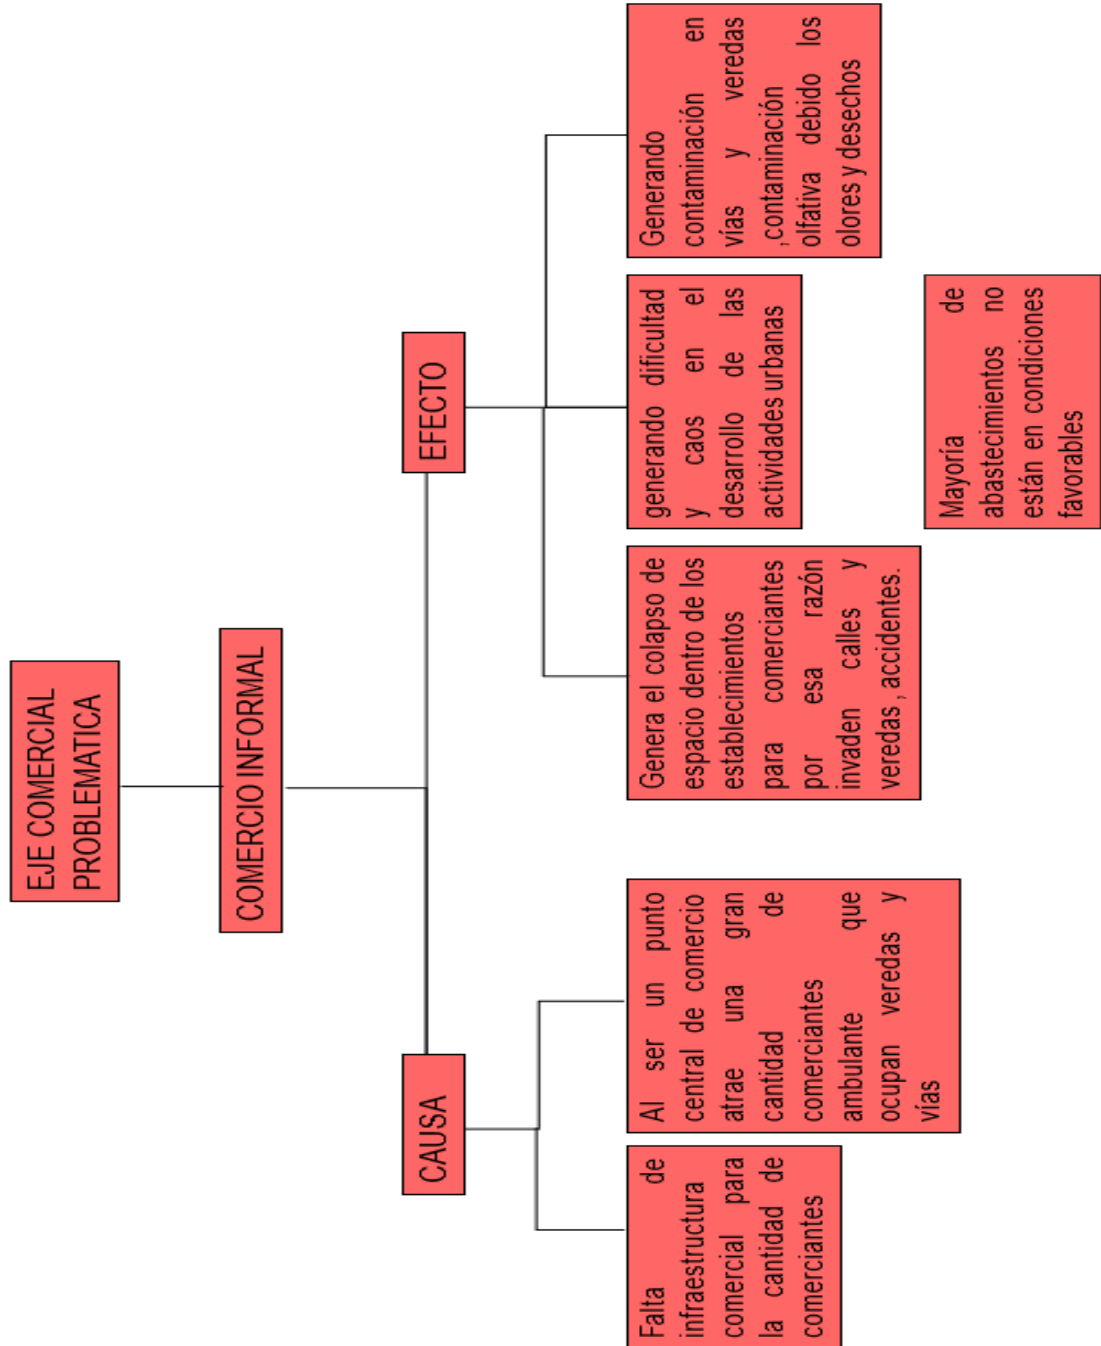 EJE COMERCIAL
PROBLEMATICA
COMERCIO INFORMAL
CAUSA
EFECTO
Falta de
infraestructura
comercial para
la cantidad de
comerciantes
Al ser un punto
central de comercio
atrae una gran
cantidad de
comerciantes
ambulante que
ocupan veredas y
vías
Genera el colapso de
espacio dentro de los
establecimientos
para comerciantes
por esa razón
invaden calles y
veredas , accidentes.
generando dificultad
y caos en el
desarrollo de las
actividades urbanas
Generando
contaminación en
vías y veredas
,contaminación
olfativa debido los
olores y desechos
Mayoría de
abastecimientos no
están en condiciones
favorables